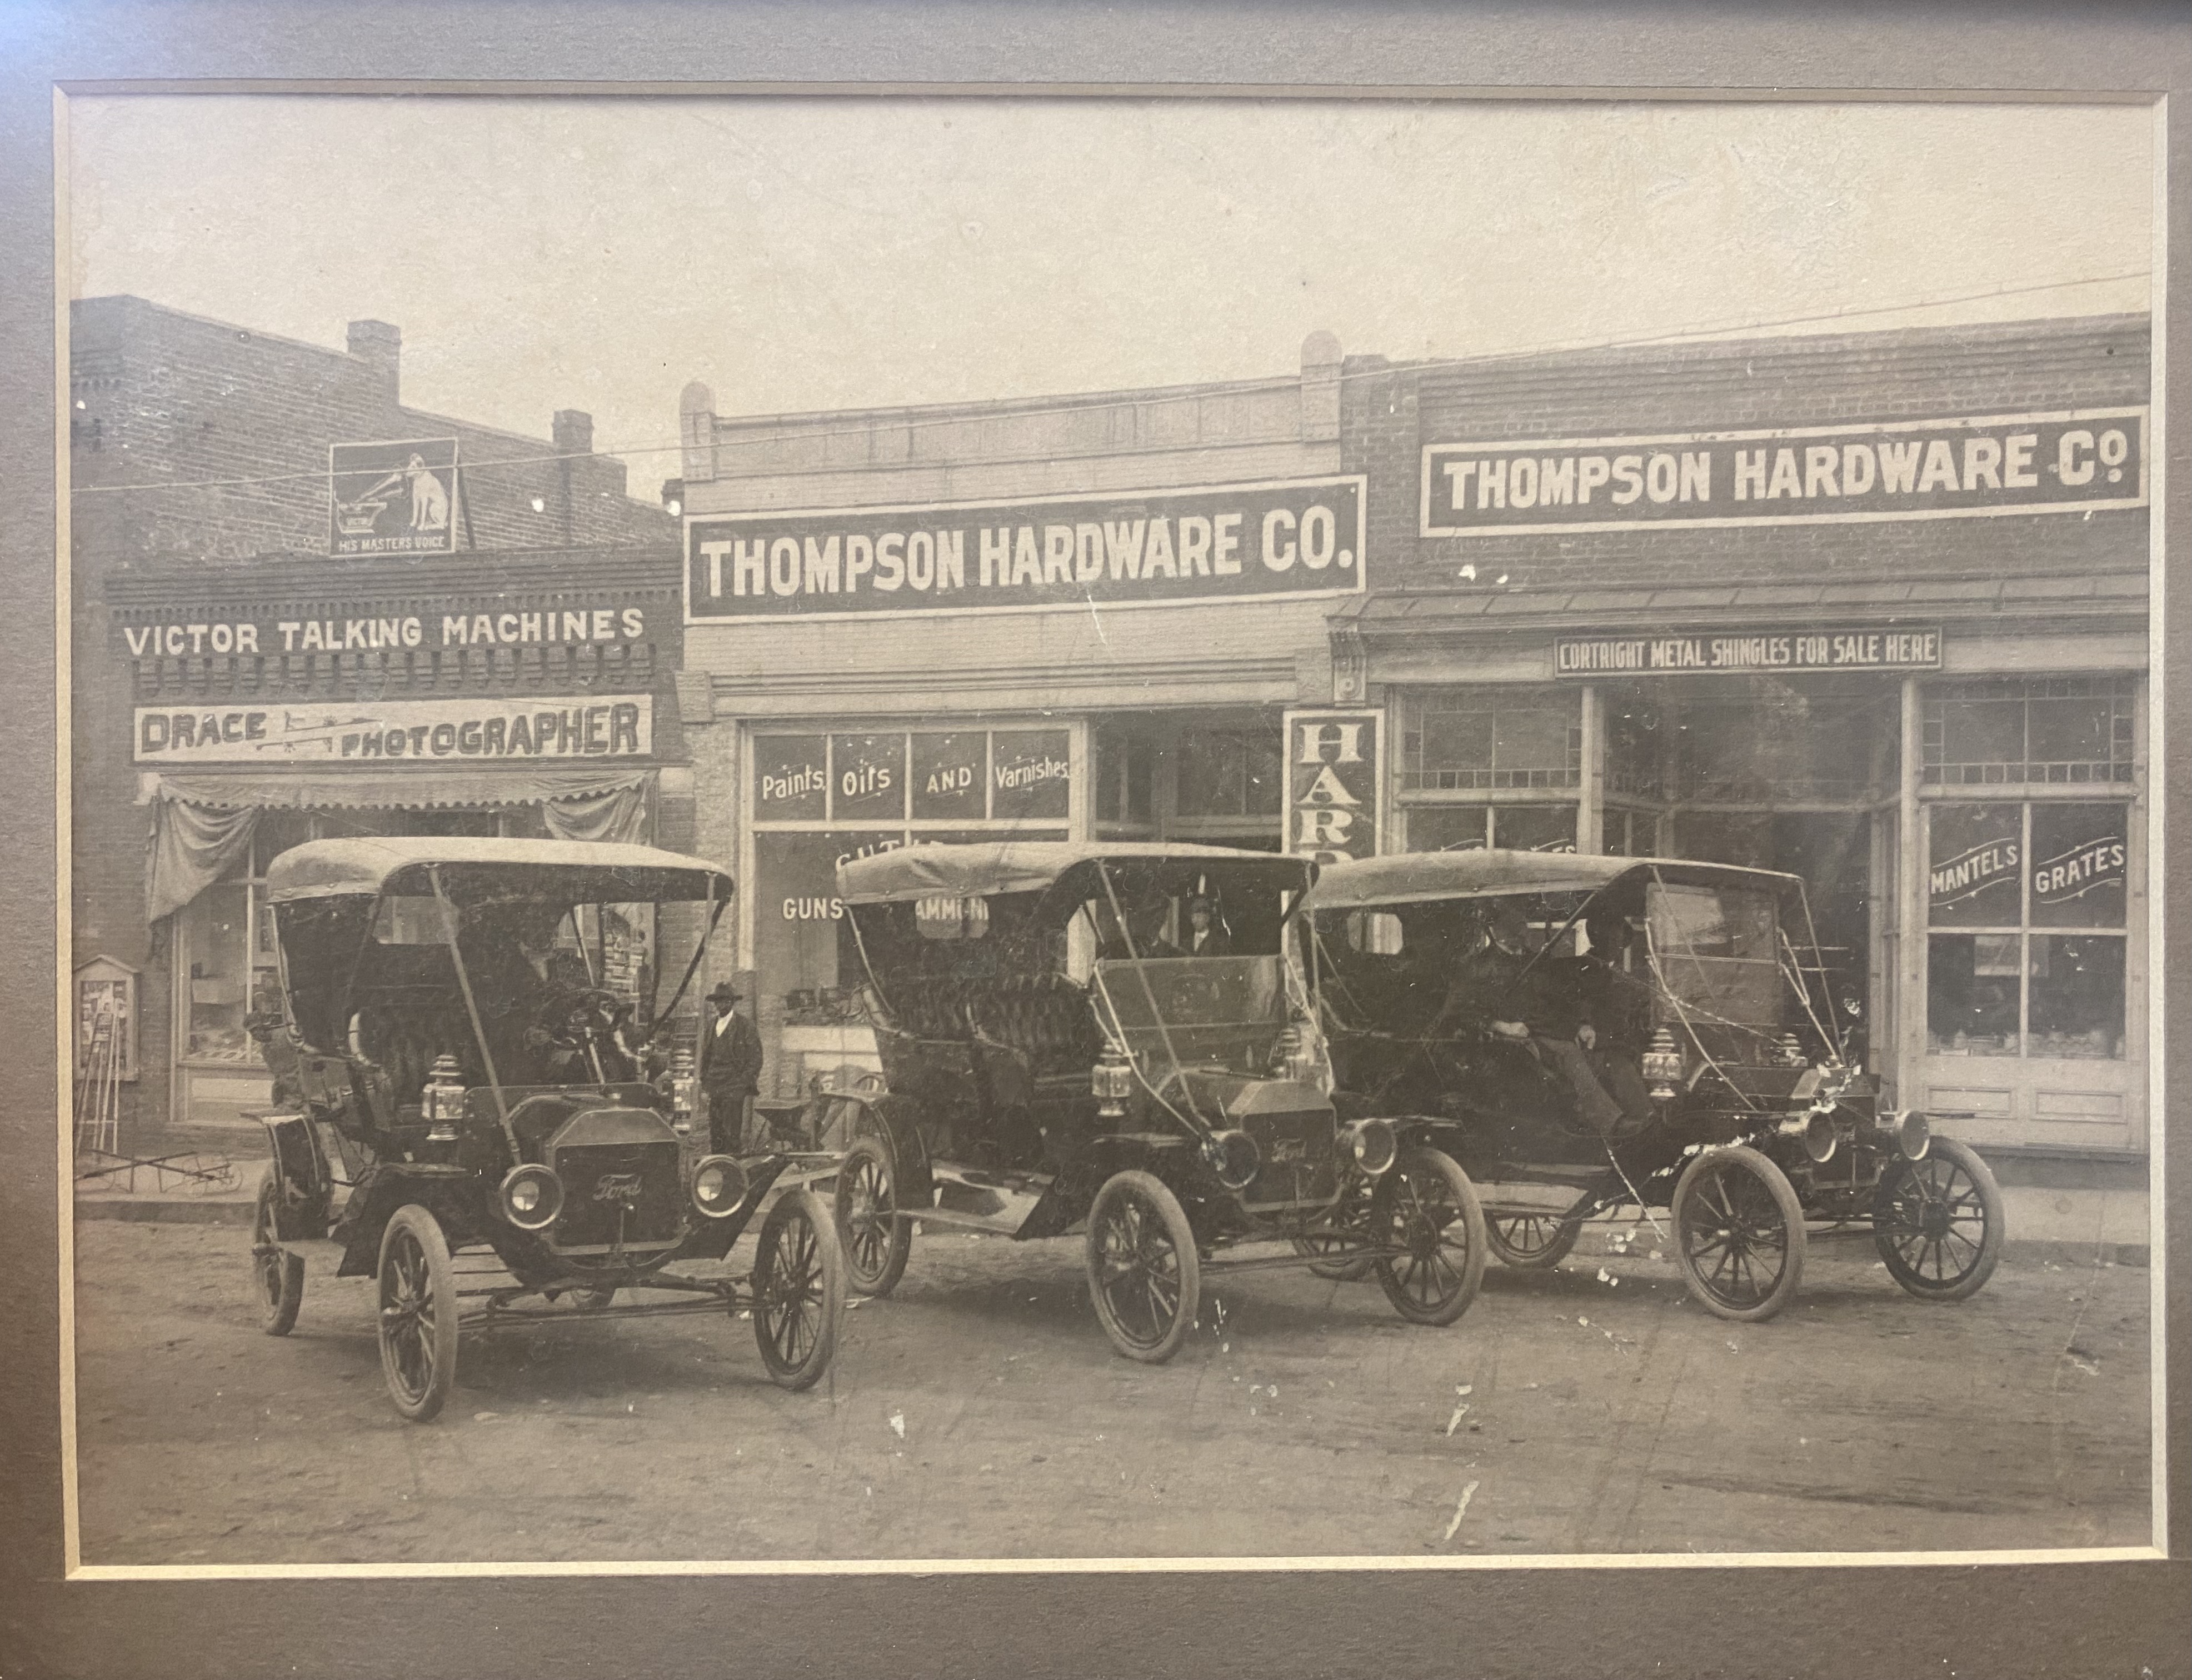 HIS MASTERS VOICE
VICTOR TALKING MACHINES
DRACE PHOTOGRAPHER
THOMPSON HARDWARE CO.
Paints, Oils AND Varnishes
GUNS
HARD
THOMPSON HARDWARE Co
CORTRIGHT METAL SHINGLES FOR SALE HERE
MANTELS GRATES
Ford
Ford